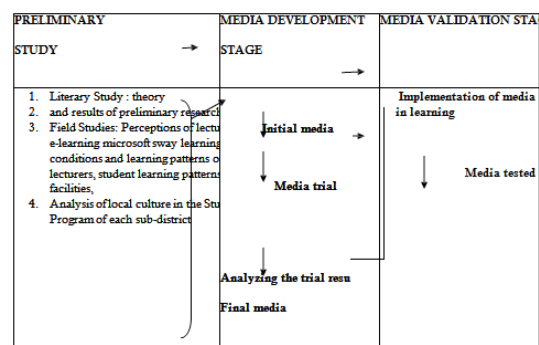 PRELIMINARY
STUDY
MEDIA DEVELOPMENT
STAGE
MEDIA VALIDATION STA
1. Literary Study : theory
2. and results of preliminary research
3. Field Studies: Perceptions of lectu
e-learning microsoft sway learning
conditions and learning patterns o
lecturers, student learning patterns
facilities,
4. Analysis of local culture in the Stu
Program of each sub-district
Initial media
Media trial
Analyzing the trial resu
Final media
Implementation of media
in learning
Media tested